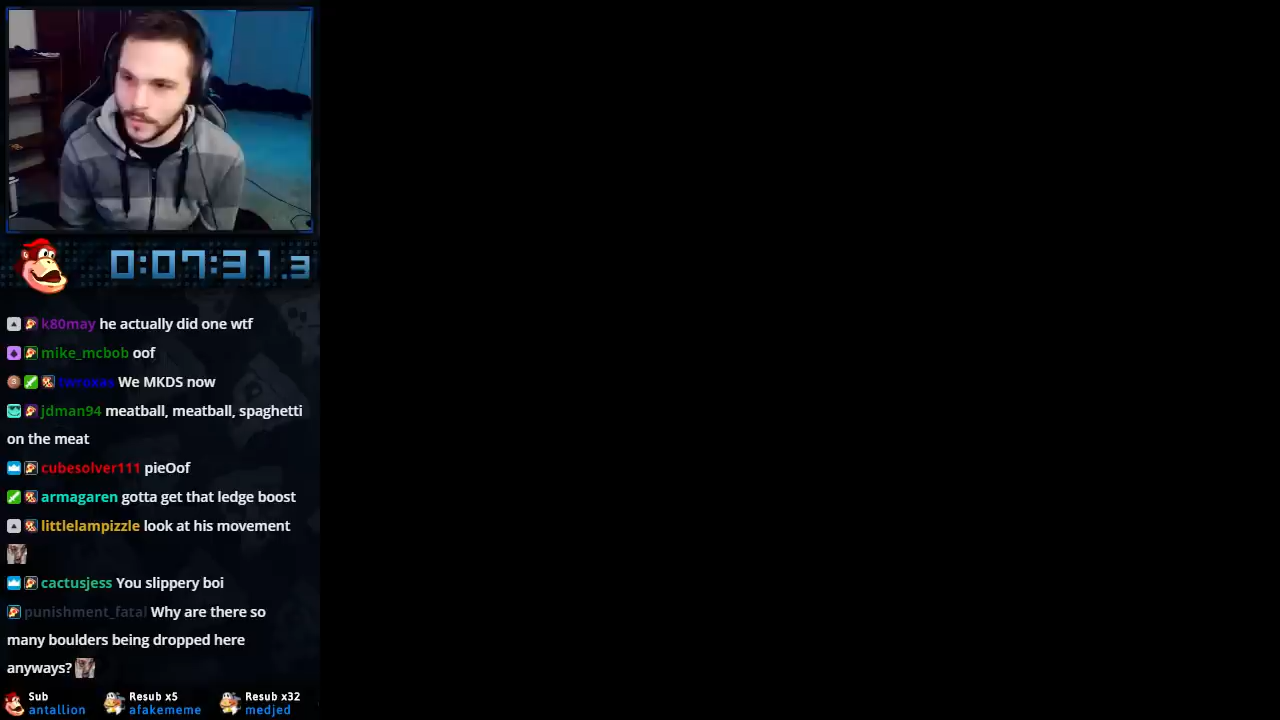 0:07:31.3
k80may he actually did one wtf
mike_mcbob oof
twroxas We MKDS now
jdman94 meatball, meatball, spaghetti
on the meat
cubesolver111 pieOof
armagaren gotta get that ledge boost
littlelampizzle look at his movement
cactusjess You slippery boi
punishment_fatal Why are there so
many boulders being dropped here
anyways?
Sub Resub x5 Resub x32
antallion afakememe medjed